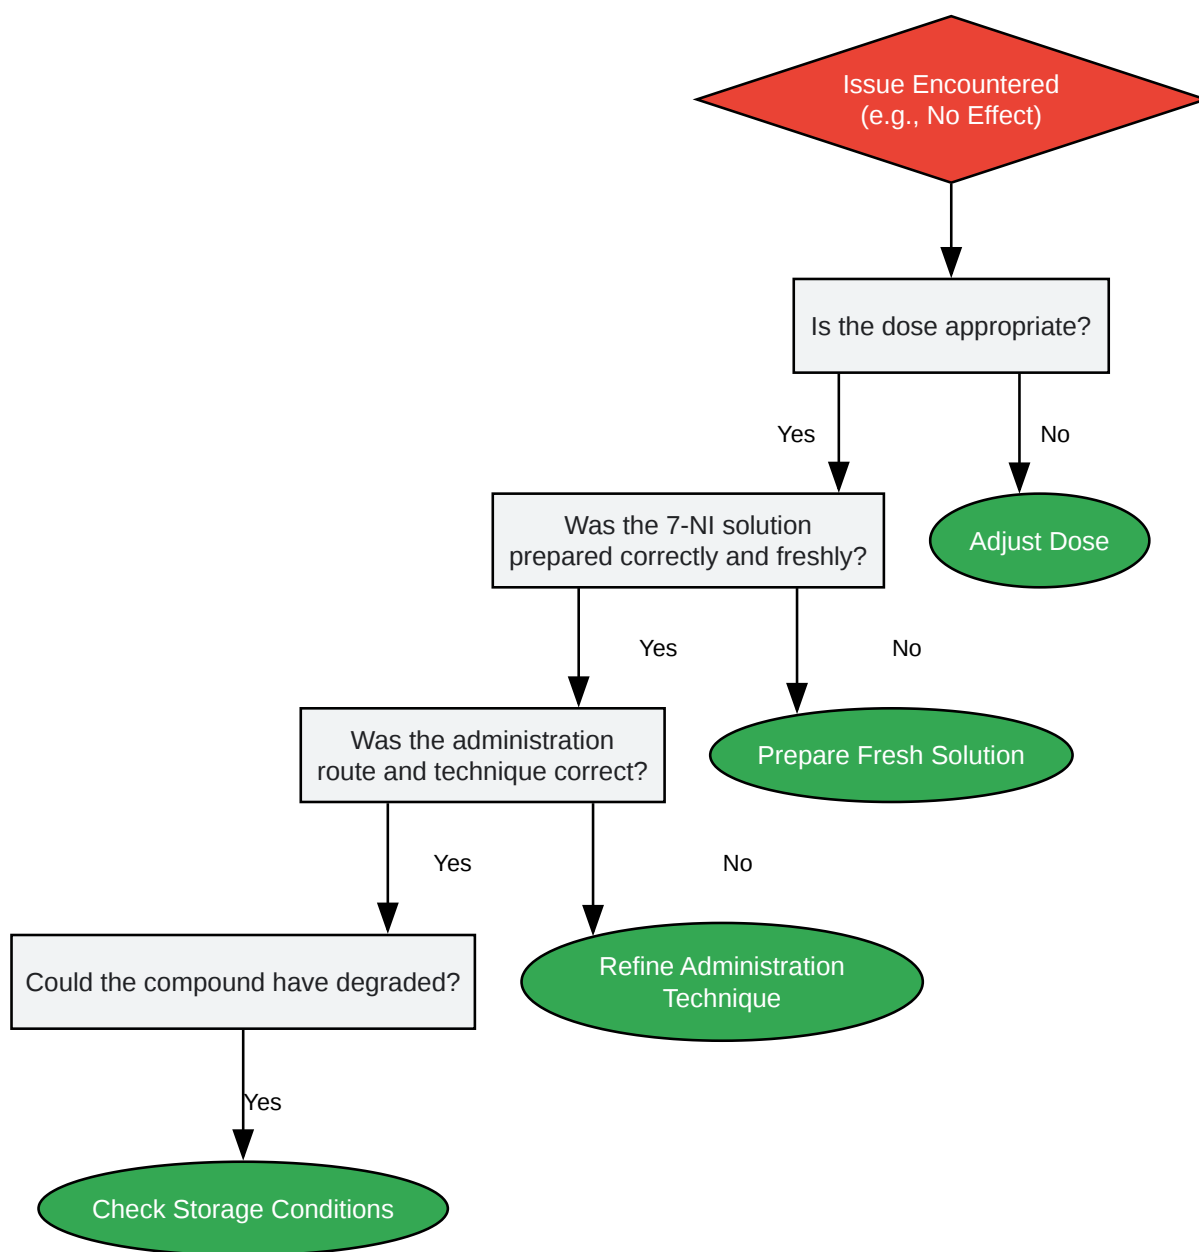 Issue Encountered
(e.g., No Effect)
Is the dose appropriate?
Yes
No
Was the 7-NI solution
prepared correctly and freshly?
Adjust Dose
Yes
No
Was the administration
route and technique correct?
Prepare Fresh Solution
Yes
No
Could the compound have degraded?
Refine Administration
Technique
Yes
Check Storage Conditions